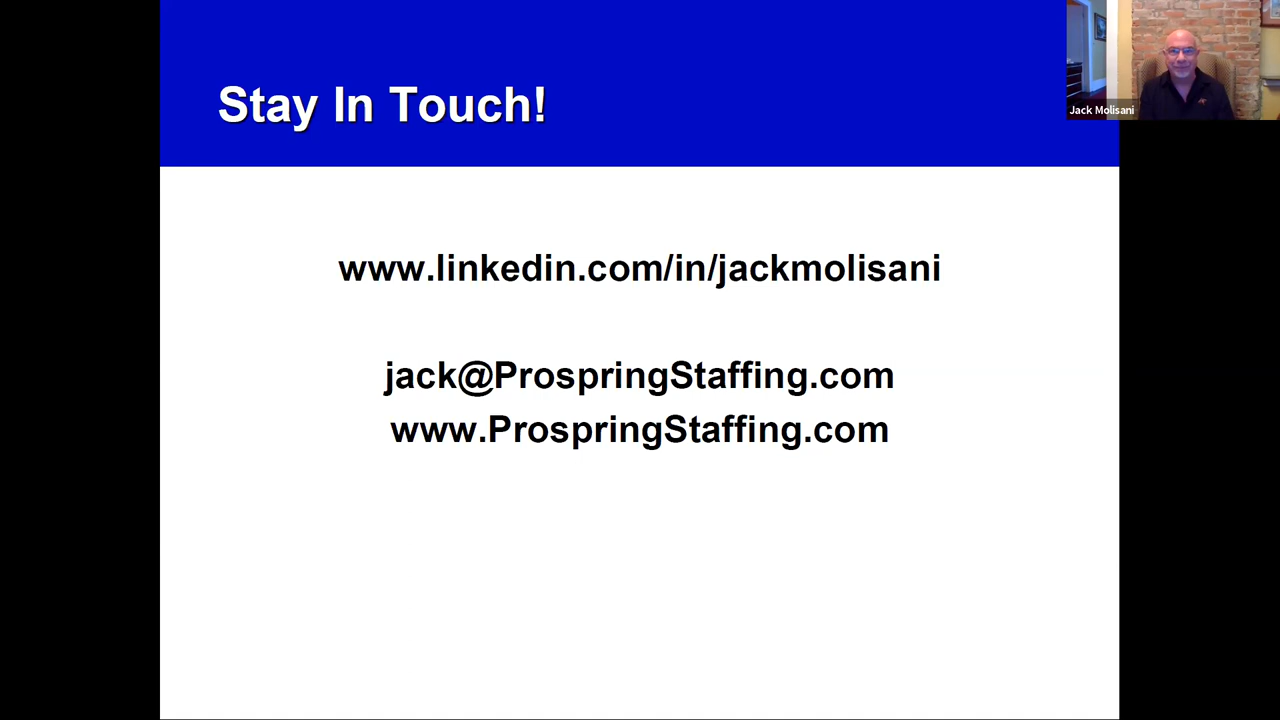 Stay In Touch!
Jack Molisani
www.linkedin.com/in/jackmolisani
jack@ProspringStaffing.com
www.ProspringStaffing.com